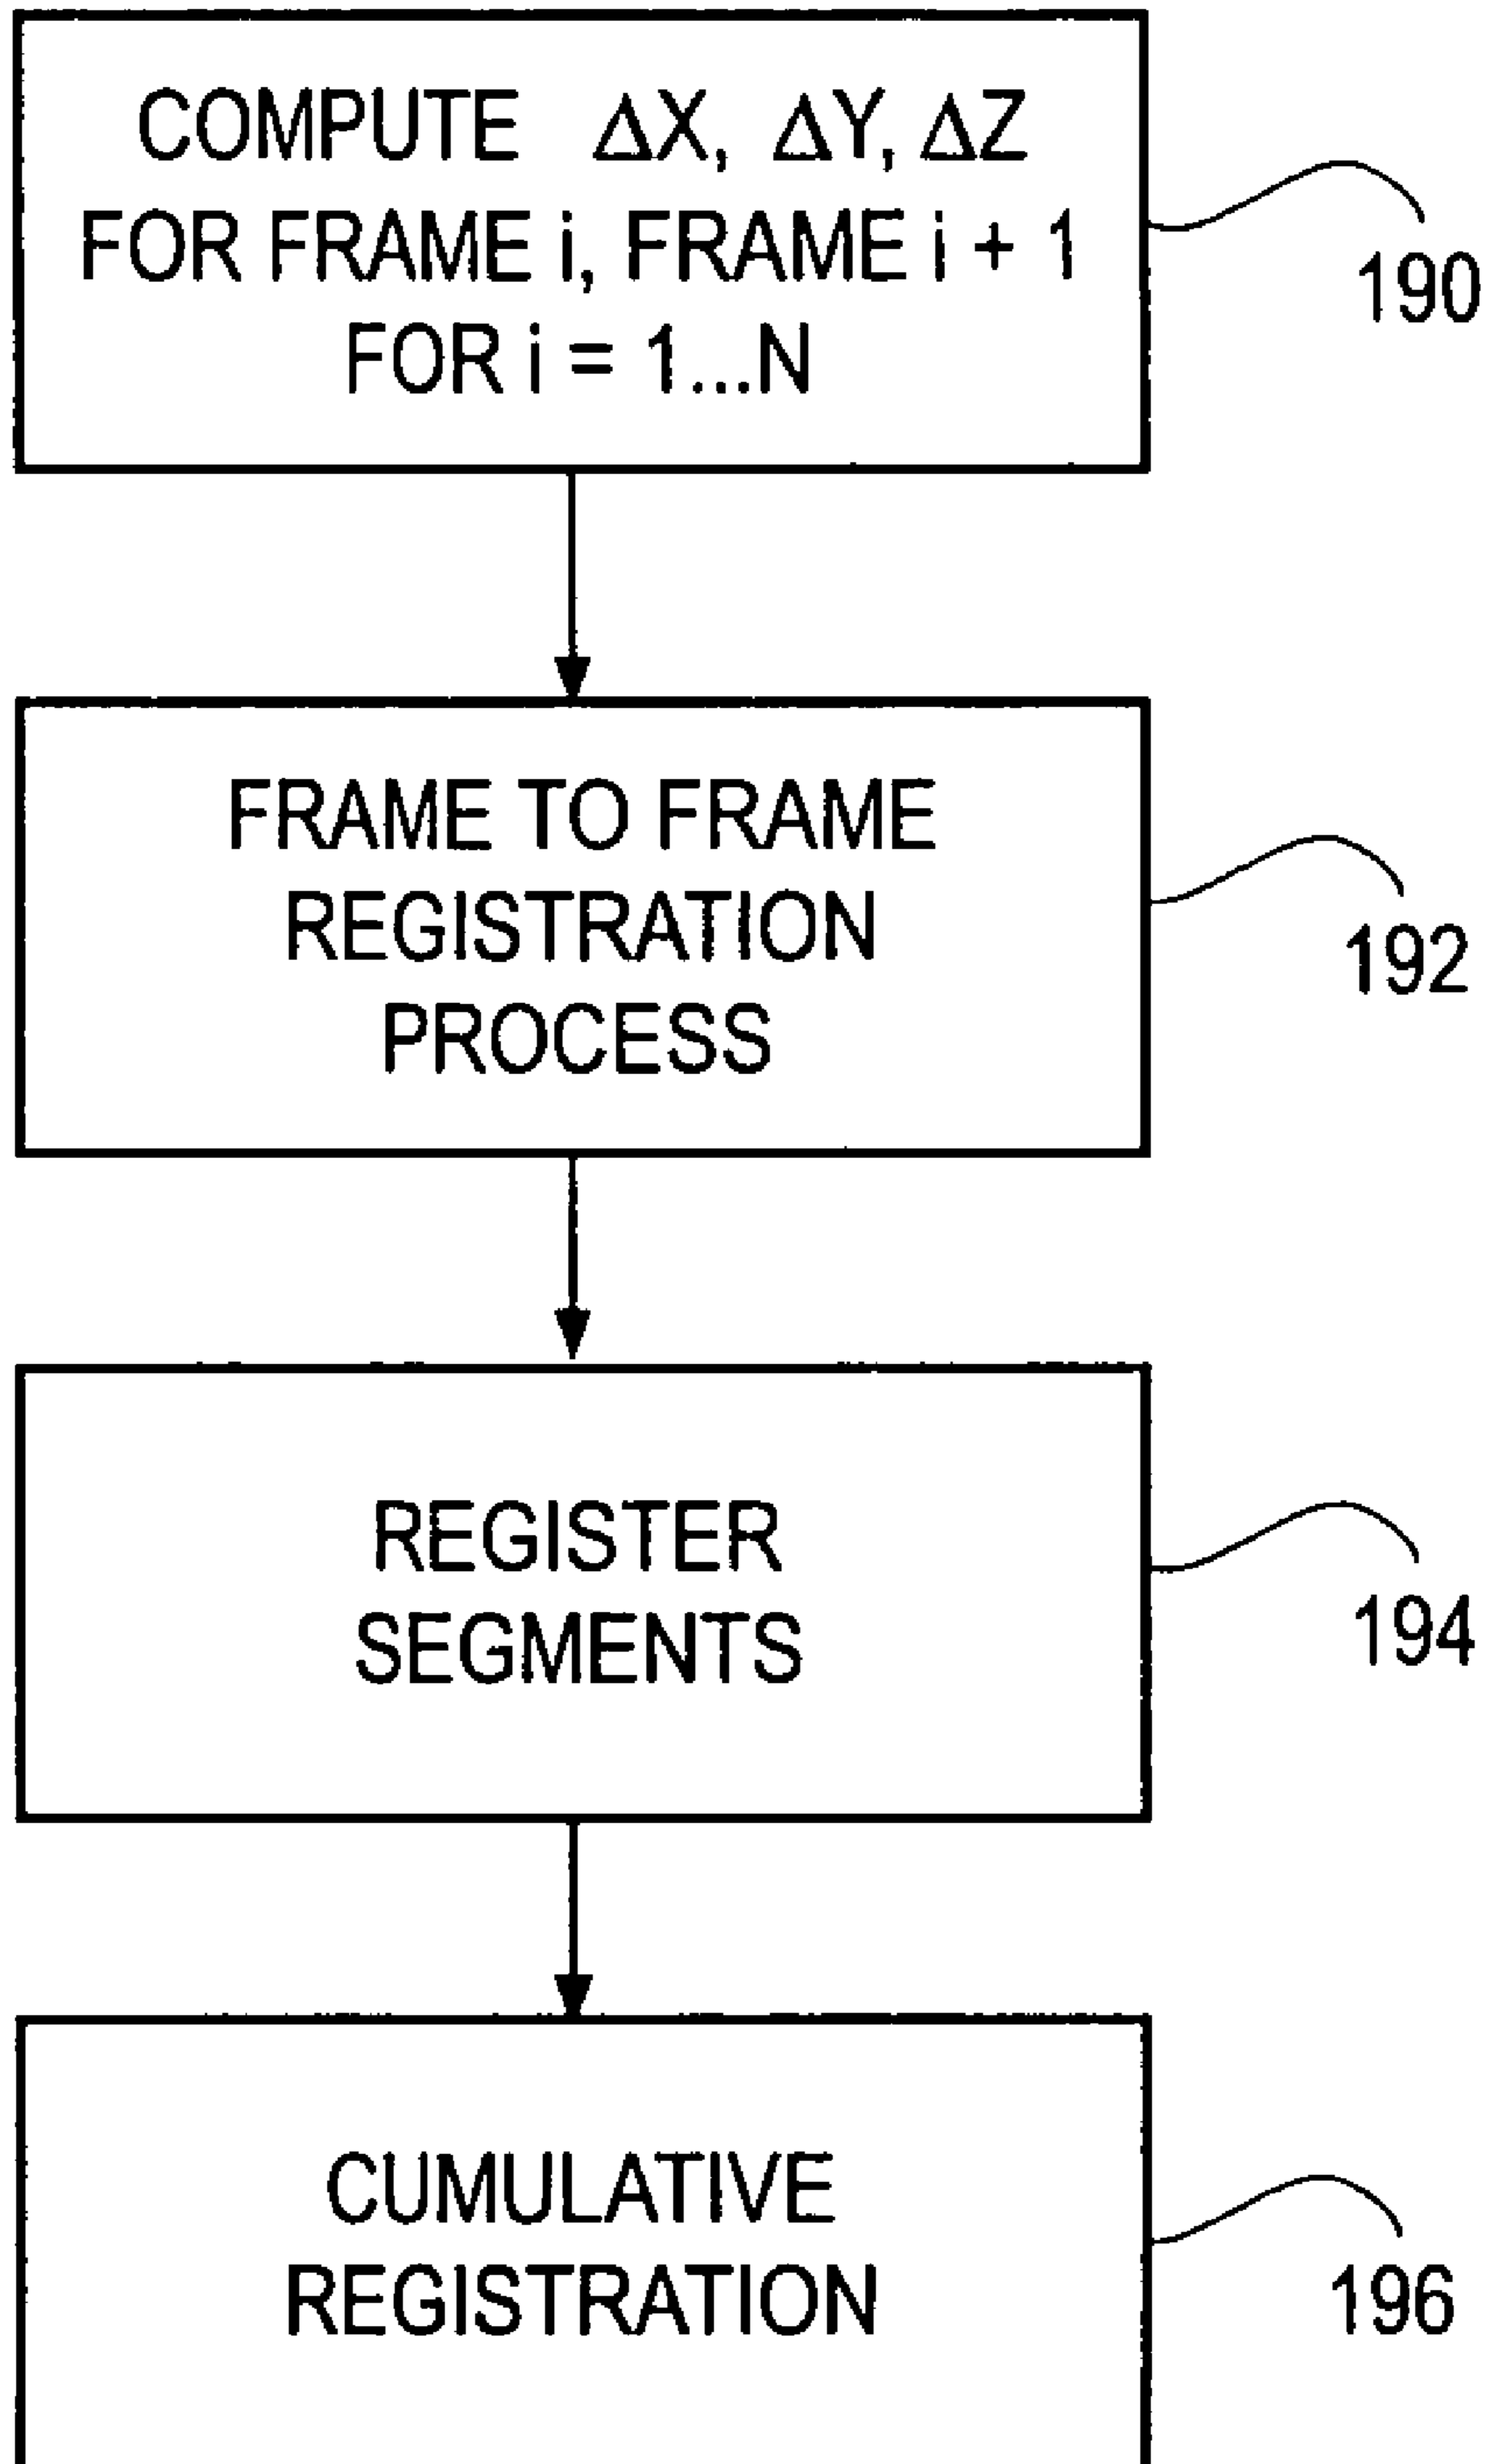 COMPUTE ΔX, ΔY, ΔZ
FOR FRAME i, FRAME i + 1
FOR i = 1...N
190
FRAME TO FRAME
REGISTRATION
PROCESS
192
REGISTER
SEGMENTS
194
CUMULATIVE
REGISTRATION
196